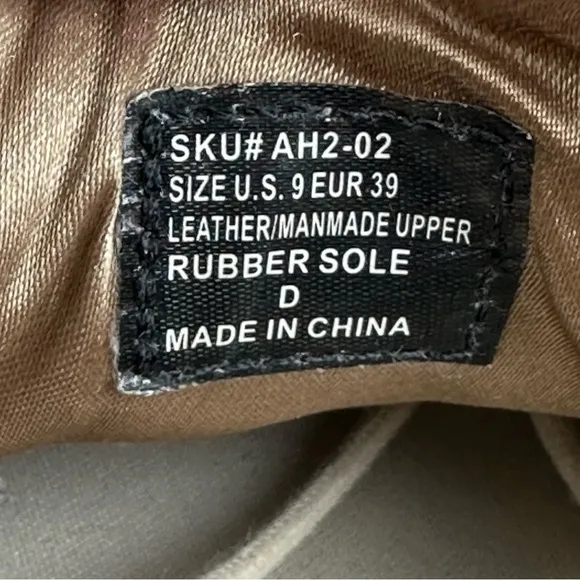 SKU# AH2-02
SIZE U.S. 9 EUR 39
LEATHER/MANMADE UPPER
RUBBER SOLE
D
MADE IN CHINA